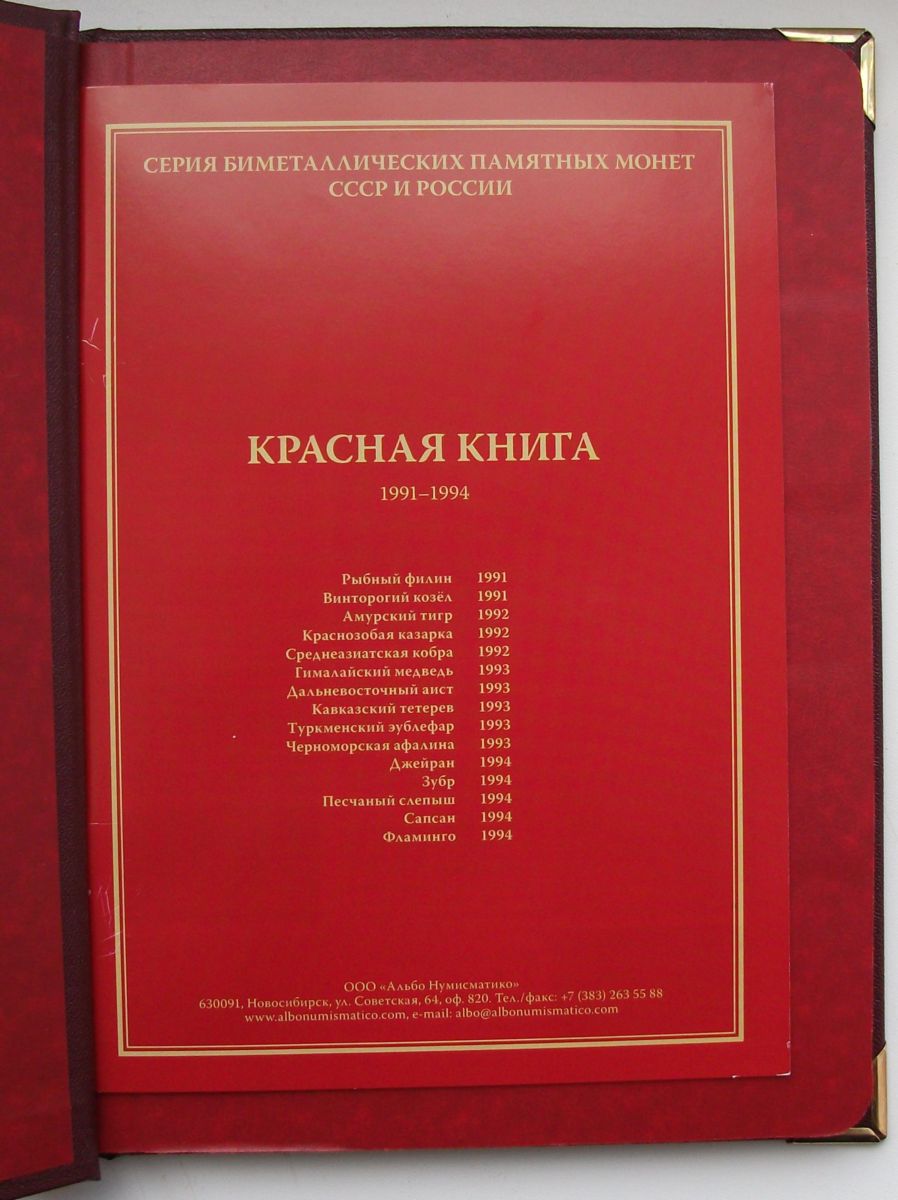 СЕРИЯ БИМЕТАЛЛИЧЕСКИХ ПАМЯТНЫХ МОНЕТ
СССР И РОССИИ
КРАСНАЯ КНИГА
1991–1994
Рыбный филин 1991
Винторогий козёл 1991
Амурский тигр 1992
Краснозобая казарка 1992
Среднеазиатская кобра 1992
Гималайский медведь 1993
Дальневосточный аист 1993
Кавказский тетерев 1993
Туркменский эублефар 1993
Черноморская афалина 1993
Джейран 1994
Зубр 1994
Песчаный слепыш 1994
Сапсан 1994
Фламинго 1994
ООО «Альбо Нумисматико»
630091, Новосибирск, ул. Советская, 64, оф. 820. Тел./факс: +7 (383) 263 55 88
www.albonumismatico.com, e-mail: albo@albonumismatico.com